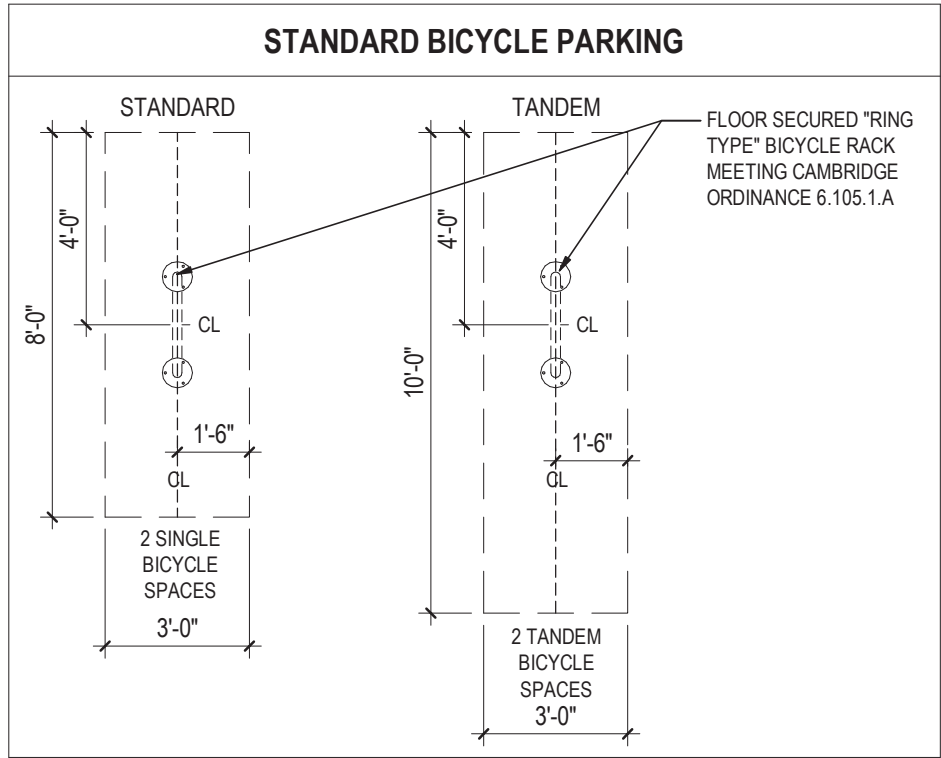 STANDARD BICYCLE PARKING
STANDARD
4'-0"
8'-0"
CL
1'-6"
CL
2 SINGLE
BICYCLE
SPACES
3'-0"
TANDEM
4'-0"
10'-0"
CL
1'-6"
CL
2 TANDEM
BICYCLE
SPACES
3'-0"
FLOOR SECURED "RING
TYPE" BICYCLE RACK
MEETING CAMBRIDGE
ORDINANCE 6.105.1.A